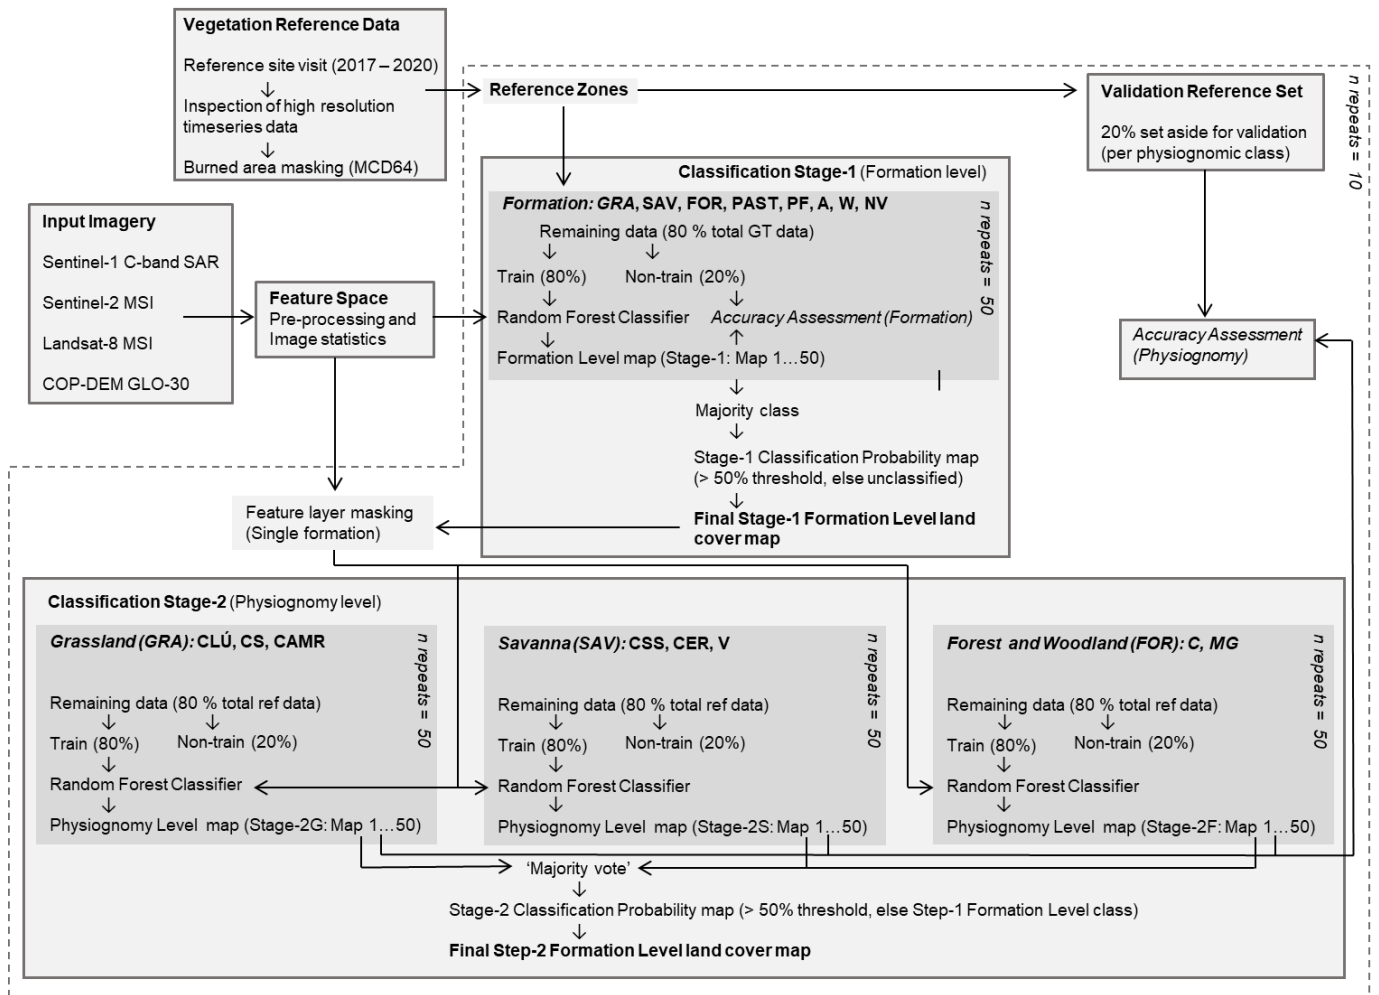 Vegetation Reference Data
Reference site visit (2017 – 2020)
Inspection of high resolution
timeseries data
Burned area masking (MCD64)
Reference Zones
Validation Reference Set
20% set aside for validation
(per physiognomic class)
n repeats = 10
Input Imagery
Sentinel-1 C-band SAR
Sentinel-2 MSI
Landsat-8 MSI
COP-DEM GLO-30
Feature Space
Pre-processing and
Image statistics
Classification Stage-1 (Formation level)
Formation: GRA, SAV, FOR, PAST, PF, A, W, NV
Remaining data (80 % total GT data)
Train (80%)
Non-train (20%)
Random Forest Classifier
Accuracy Assessment (Formation)
Formation Level map (Stage-1: Map 1...50)
n repeats = 50
Majority class
Stage-1 Classification Probability map
(> 50% threshold, else unclassified)
Final Stage-1 Formation Level land
cover map
Accuracy Assessment
(Physiognomy)
Feature layer masking
(Single formation)
Classification Stage-2 (Physiognomy level)
Grassland (GRA): CLÚ, CS, CAMR
Remaining data (80 % total ref data)
Train (80%)
Non-train (20%)
Random Forest Classifier
Physiognomy Level map (Stage-2G: Map 1...50)
n repeats = 50
Savanna (SAV): CSS, CER, V
Remaining data (80 % total ref data)
Train (80%)
Non-train (20%)
Random Forest Classifier
Physiognomy Level map (Stage-2S: Map 1...50)
n repeats = 50
Forest and Woodland (FOR): C, MG
Remaining data (80 % total ref data)
Train (80%)
Non-train (20%)
Random Forest Classifier
Physiognomy Level map (Stage-2F: Map 1...50)
n repeats = 50
'Majority vote'
Stage-2 Classification Probability map (> 50% threshold, else Step-1 Formation Level class)
Final Step-2 Formation Level land cover map